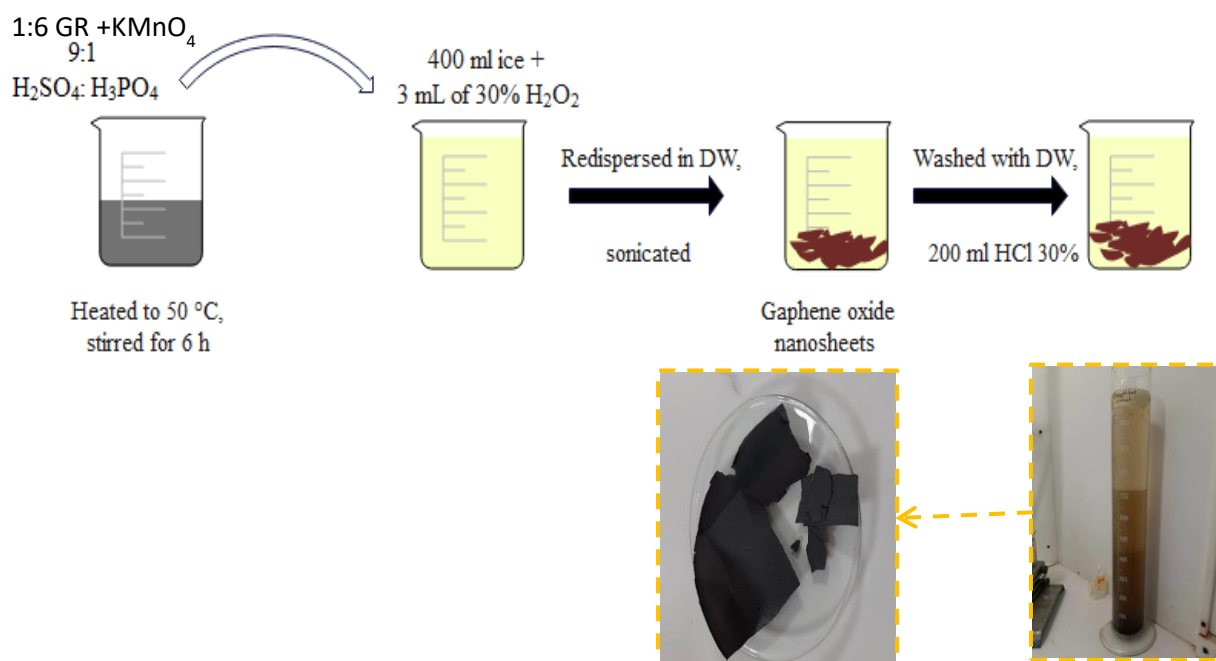 1:6 GR +KMnO₄
9:1
H₂SO₄: H₃PO₄
400 ml ice +
3 mL of 30% H₂O₂
Redispersed in DW,
sonicated
Washed with DW,
200 ml HCl 30%
Heated to 50 °C,
stirred for 6 h
Gaphene oxide
nanosheets